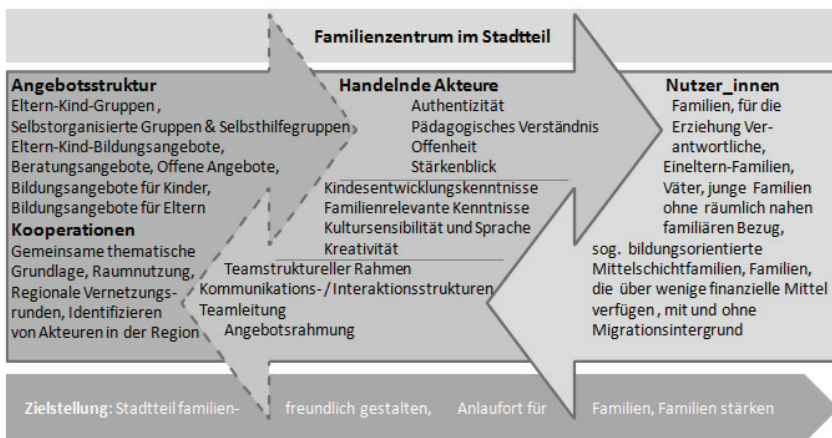 Familienzentrum im Stadtteil
Angebotsstruktur
Eltern-Kind-Gruppen ,
Selbstorganisierte Gruppen & Selbsthilfegruppen
Eltern-Kind-Bildungsangebote,
Beratungsangebote, Offene Angebote,
Bildungsangebote für Kinder,
Bildungsangebote für Eltern
Kooperationen
Gemeinsame thematische
Grundlage, Raumnutzung,
Regionale Vernetzungs-
runden, Identifizieren
von Akteuren in der Region
Handelnde Akteure
Authentizität
Pädagogisches Verständnis
Offenheit
Stärkenblick
Kindesentwicklungskenntnisse
Familienrelevante Kenntnisse
Kultursensibilität und Sprache
Kreativität
Teamstruktureller Rahmen
Kommunikations-/Interaktionsstrukturen
Teamleitung
Angebotsrahmung
Nutzer_innen
Familien, für die
Erziehung Ver-
antwortliche,
Eineltern-Familien,
Väter, junge Familien
ohne räumlich nahen
familiären Bezug,
sog. bildungsorientierte
Mittelschichtfamilien, Familien,
die über wenige finanzielle Mittel
verfügen , mit und ohne
Migrationsintergrund
Zielstellung: Stadtteil familien- freundlich gestalten, Anlaufort für Familien, Familien stärken